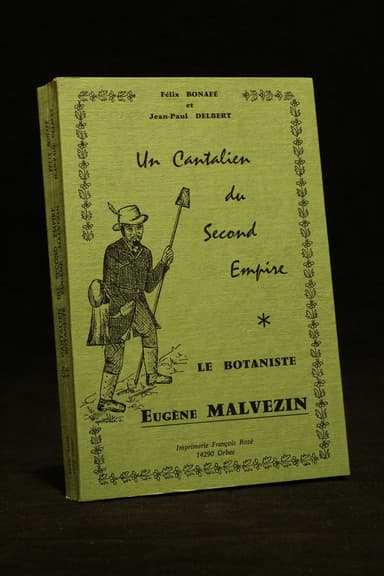 Félix BONAFÉ
et
Jean-Paul DELBERT
Un Cantalien
du
Second
Empire
*
LE BOTANISTE
EUGÈNE MALVEZIN
Imprimerie François Rozé
14290 Orbec